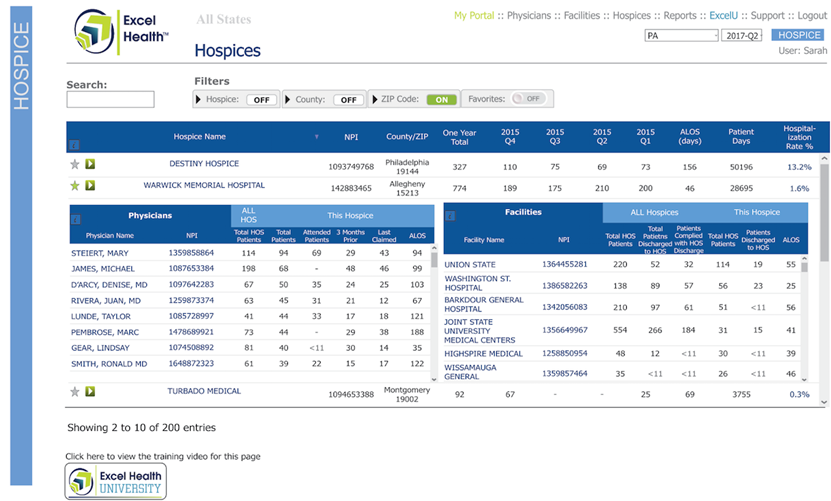 HOSPICE
Excel Health™
All States
Hospices
My Portal :: Physicians :: Facilities :: Hospices :: Reports :: ExcelU :: Support :: Logout
PA 2017-Q2 HOSPICE
User: Sarah
Search:
Filters
Hospice: OFF County: OFF ZIP Code: ON Favorites: OFF
Hospice Name NPI County/ZIP One Year Total 2015 Q4 2015 Q3 2015 Q2 2015 Q1 ALOS (days) Patient Days Hospital-ization Rate %
DESTINY HOSPICE 1093749768 Philadelphia 19144 327 110 75 69 73 156 50196 13.2%
WARWICK MEMORIAL HOSPITAL 142883465 Allegheny 15213 774 189 175 210 200 46 28695 1.6%
Physicians ALL HOS This Hospice
Physician Name NPI Total HOS Patients Total Patients Attended Patients 3 Months Prior Last Claimed ALOS
STEIERT, MARY 1359858864 114 94 69 29 43 94
JAMES, MICHAEL 1087653384 198 68 - 48 46 99
D'ARCY, DENISE, MD 1097642283 67 50 35 24 25 103
RIVERA, JUAN, MD 1259873374 63 45 31 21 12 67
LUNDE, TAYLOR 1085728997 41 44 33 17 18 121
PEMBROSE, MARC 1478689921 73 44 - 29 38 188
GEAR, LINDSAY 1074508892 81 40 <11 30 14 35
SMITH, RONALD MD 1648872323 61 39 22 15 17 122
Facilities ALL Hospices This Hospice
Facility Name NPI Total HOS Patients Total Patietns Discharged to HOS Patients Complied with HOS Discharge Total HOS Patients Patients Discharged to HOS ALOS
UNION STATE 1364455281 220 52 32 114 19 55
WASHINGTON ST. HOSPITAL 1386582263 138 89 57 56 23 25
BARKDOUR GENERAL HOSPITAL 1342056083 210 97 61 51 <11 56
JOINT STATE UNIVERSITY MEDICAL CENTERS 1356649967 554 266 184 31 15 41
HIGHSPIRE MEDICAL 1258850954 48 12 <11 30 <11 39
WISSAMAUGA GENERAL 1359857464 35 <11 <11 26 <11 46
TURBADO MEDICAL 1094653388 Montgomery 19002 92 67 - - 25 69 3755 0.3%
Showing 2 to 10 of 200 entries
Click here to view the training video for this page
Excel Health
UNIVERSITY